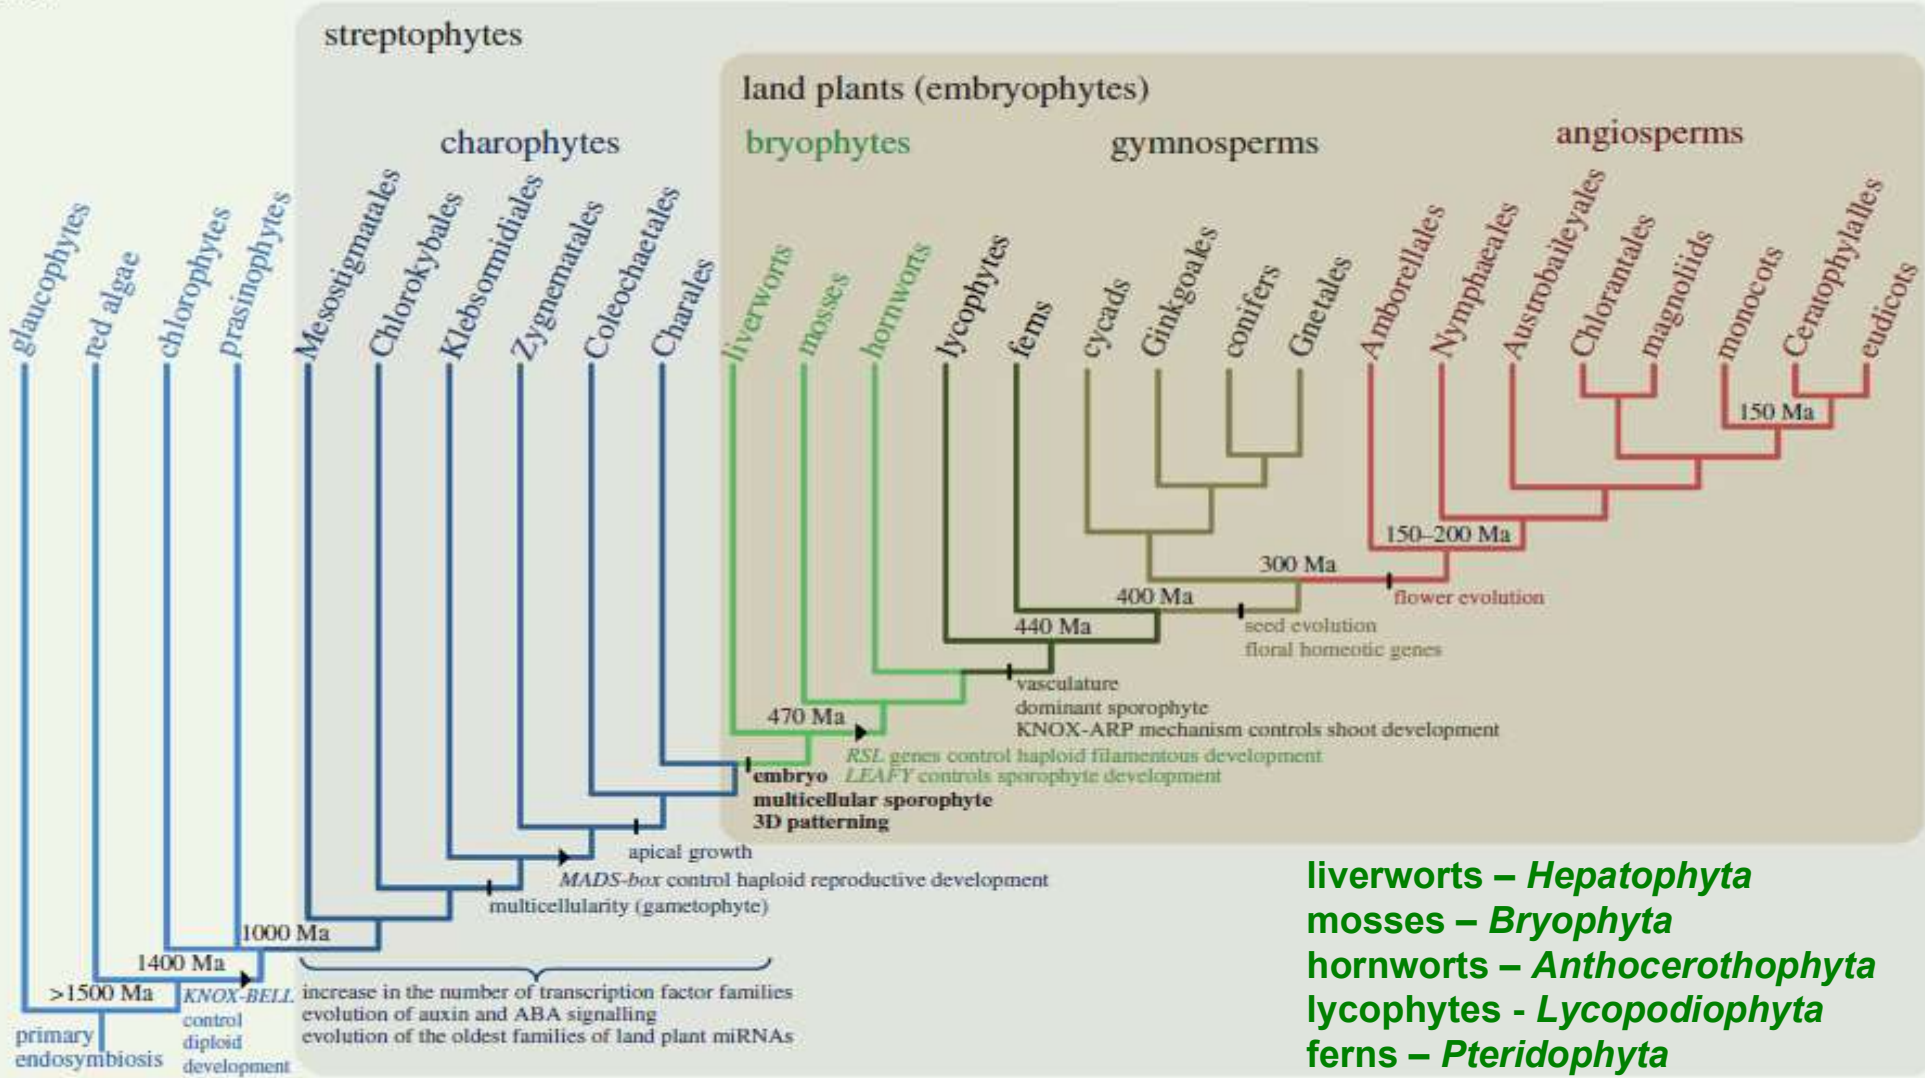 streptophytes
land plants (embryophytes)
charophytes
bryophytes
gymnosperms
angiosperms
glaucophytes
red algae
chlorophytes
prasinophytes
Mesostigmatales
Chlorokybales
Klebsormidiales
Zygnematales
Coleochaetales
Charales
liverworts
mosses
hornworts
lycophytes
ferns
cycads
Ginkgoales
conifers
Gnetales
Amborellales
Nymphaeales
Austrobaileyales
Chlorantales
magnoliids
monocots
Ceratophylalles
eudicots
150 Ma
150–200 Ma
300 Ma
flower evolution
400 Ma
seed evolution
floral homeotic genes
440 Ma
vasculature
dominant sporophyte
KNOX-ARP mechanism controls shoot development
470 Ma
RSL genes control haploid filamentous development
LEAFY controls sporophyte development
embryo
multicellular sporophyte
3D patterning
apical growth
MADS-box control haploid reproductive development
multicellularity (gametophyte)
1000 Ma
1400 Ma
>1500 Ma
KNOX-BELL
control
diploid
development
primary
endosymbiosis
increase in the number of transcription factor families
evolution of auxin and ABA signalling
evolution of the oldest families of land plant miRNAs
liverworts – Hepatophyta
mosses – Bryophyta
hornworts – Anthocerothophyta
lycophytes - Lycopodiophyta
ferns – Pteridophyta